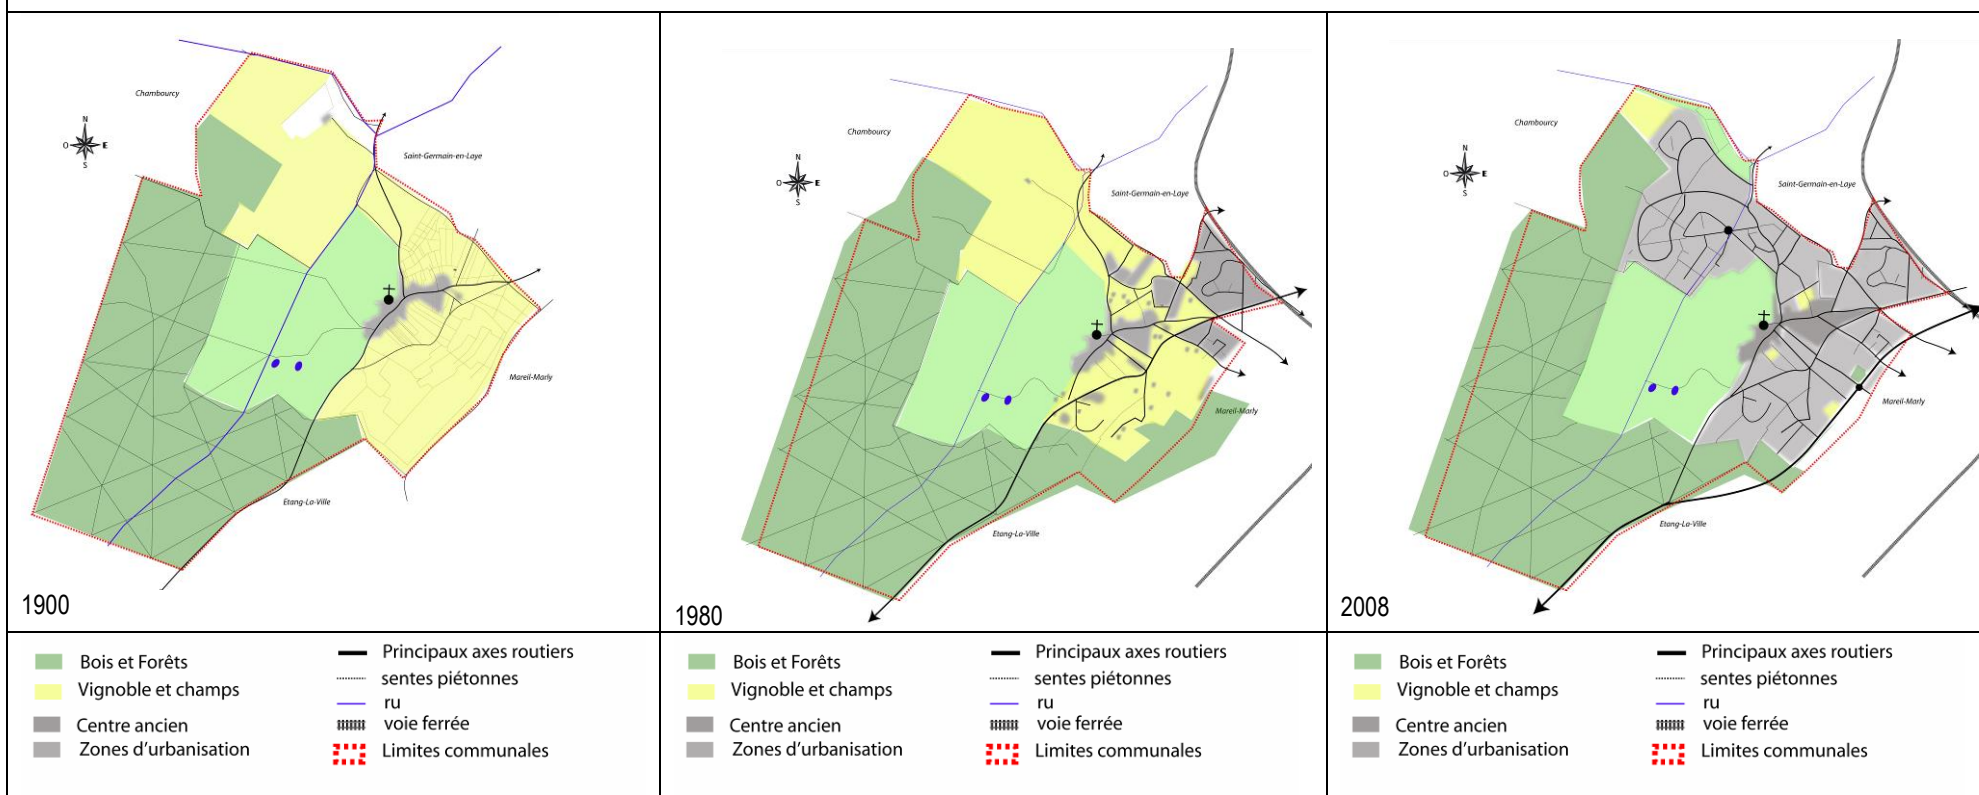 Chambourcy
N
O
E
S
Saint-Germain-en-Laye
Mareil-Marly
Etang-La-Ville
1900
Chambourcy
N
O
E
S
Saint-Germain-en-Laye
Mareil-Marly
Etang-La-Ville
1980
Chambourcy
N
O
E
S
Saint-Germain-en-Laye
Mareil-Marly
Etang-La-Ville
2008
Bois et Forêts
Vignoble et champs
Centre ancien
Zones d'urbanisation
Principaux axes routiers
sentes piétonnes
ru
voie ferrée
Limites communales
Bois et Forêts
Vignoble et champs
Centre ancien
Zones d'urbanisation
Principaux axes routiers
sentes piétonnes
ru
voie ferrée
Limites communales
Bois et Forêts
Vignoble et champs
Centre ancien
Zones d'urbanisation
Principaux axes routiers
sentes piétonnes
ru
voie ferrée
Limites communales